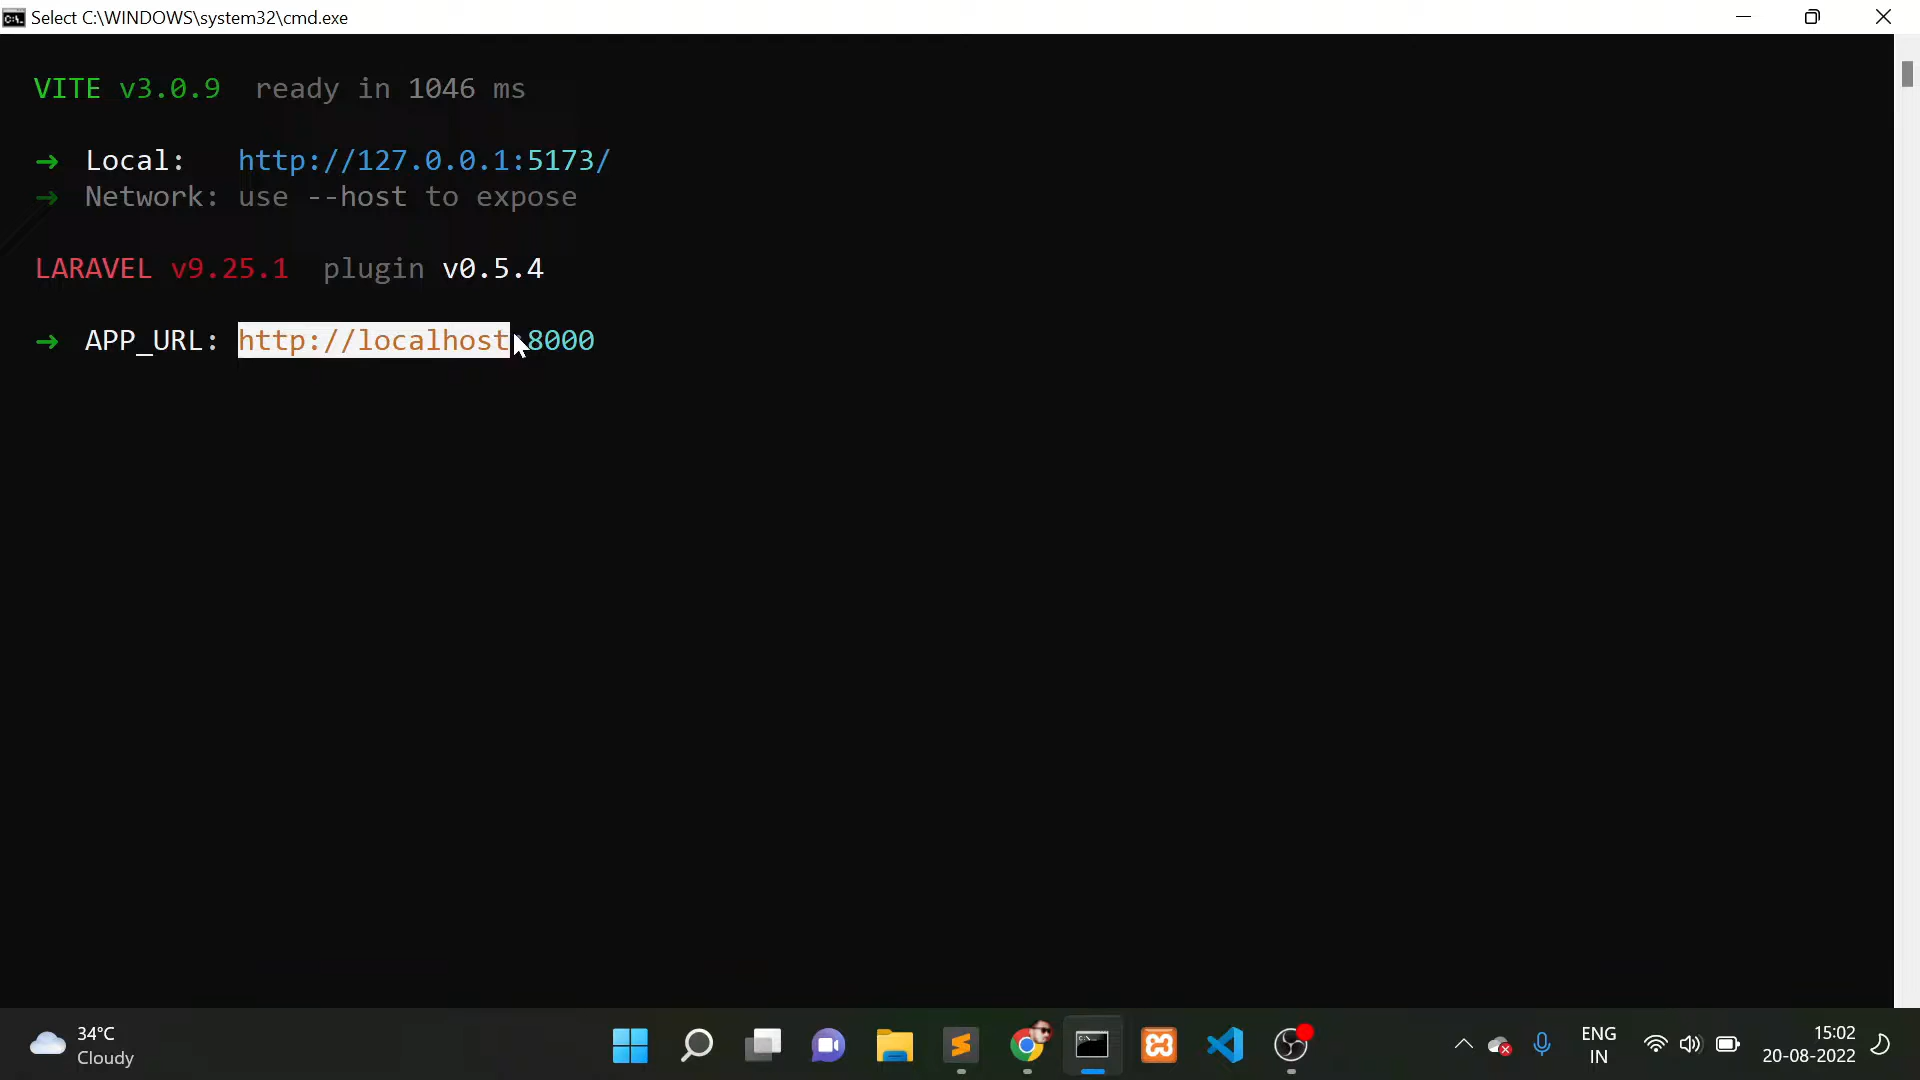 Select C:\WINDOWS\system32\cmd.exe
VITE v3.0.9 ready in 1046 ms
➜ Local: http://127.0.0.1:5173/
➜ Network: use --host to expose
LARAVEL v9.25.1 plugin v0.5.4
➜ APP_URL: http://localhost:8000
34°C
Cloudy
ENG
IN
15:02
20-08-2022